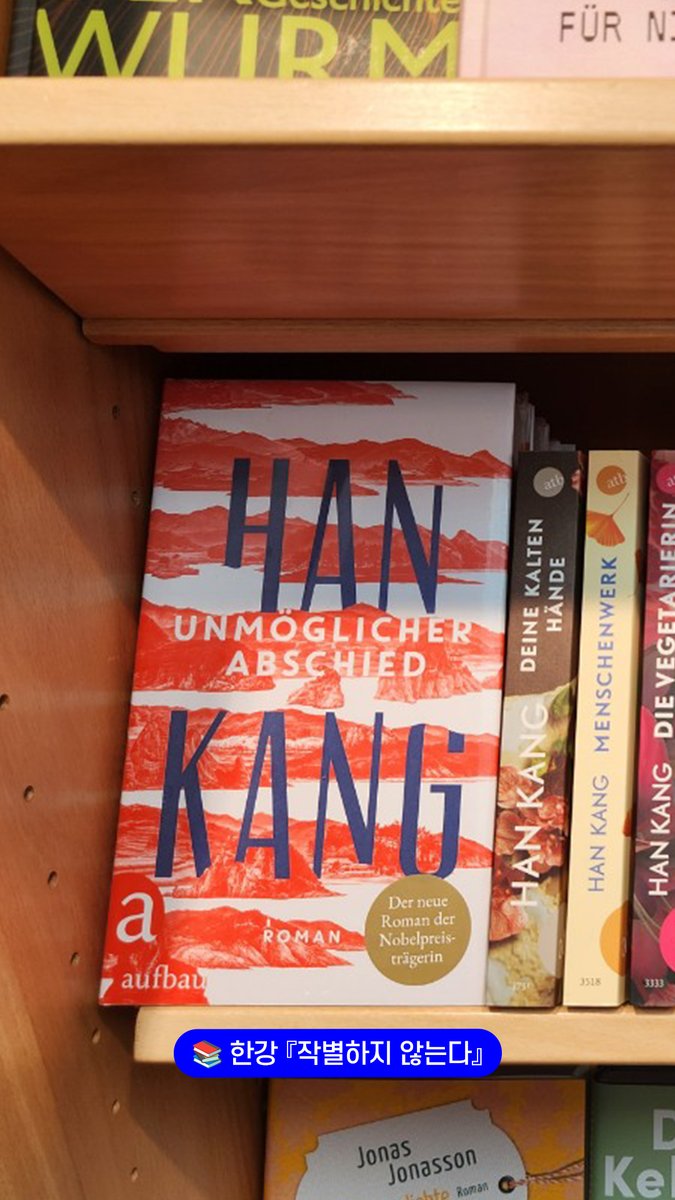 Geschichte
WURM
FÜR
HAN
UNMÖGLICHER
ABSCHIED
KANG
ROMAN
a
aufbau
Der neue
Roman der
Nobelpreis-
trägerin
atb
HAN KANG DEINE KALTEN
HÄNDE
atb
HAN KANG MENSCHENWERK
3518
HAN KANG DIE VEGETARIERIN
3333
📚 한강 『작별하지 않는다』
Jonas
Jonasson
Roman